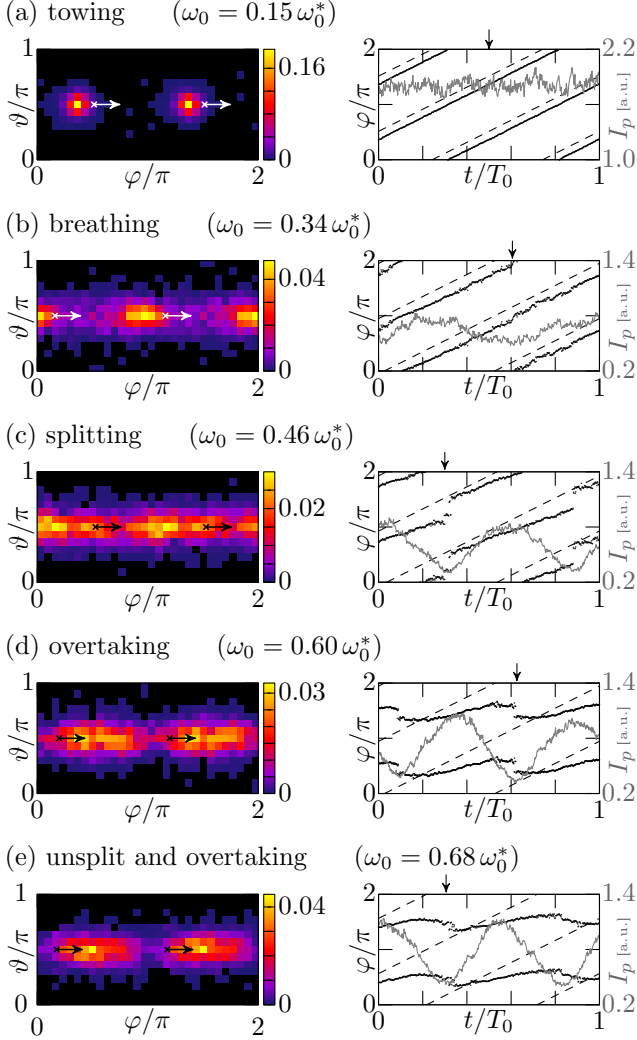 (a) towing (ω₀ = 0.15 ω₀*)
1
ϑ/π
0
0
φ/π
2
0.16
0
2
φ/π
0
0
t/T₀
1
2.2
I_p [a.u.]
1.0
(b) breathing (ω₀ = 0.34 ω₀*)
1
ϑ/π
0
0
φ/π
2
0.04
0
2
φ/π
0
0
t/T₀
1
1.4
I_p [a.u.]
0.2
(c) splitting (ω₀ = 0.46 ω₀*)
1
ϑ/π
0
0
φ/π
2
0.02
0
2
φ/π
0
0
t/T₀
1
1.4
I_p [a.u.]
0.2
(d) overtaking (ω₀ = 0.60 ω₀*)
1
ϑ/π
0
0
φ/π
2
0.03
0
2
φ/π
0
0
t/T₀
1
1.4
I_p [a.u.]
0.2
(e) unsplit and overtaking (ω₀ = 0.68 ω₀*)
1
ϑ/π
0
0
φ/π
2
0.04
0
2
φ/π
0
0
t/T₀
1
1.4
I_p [a.u.]
0.2